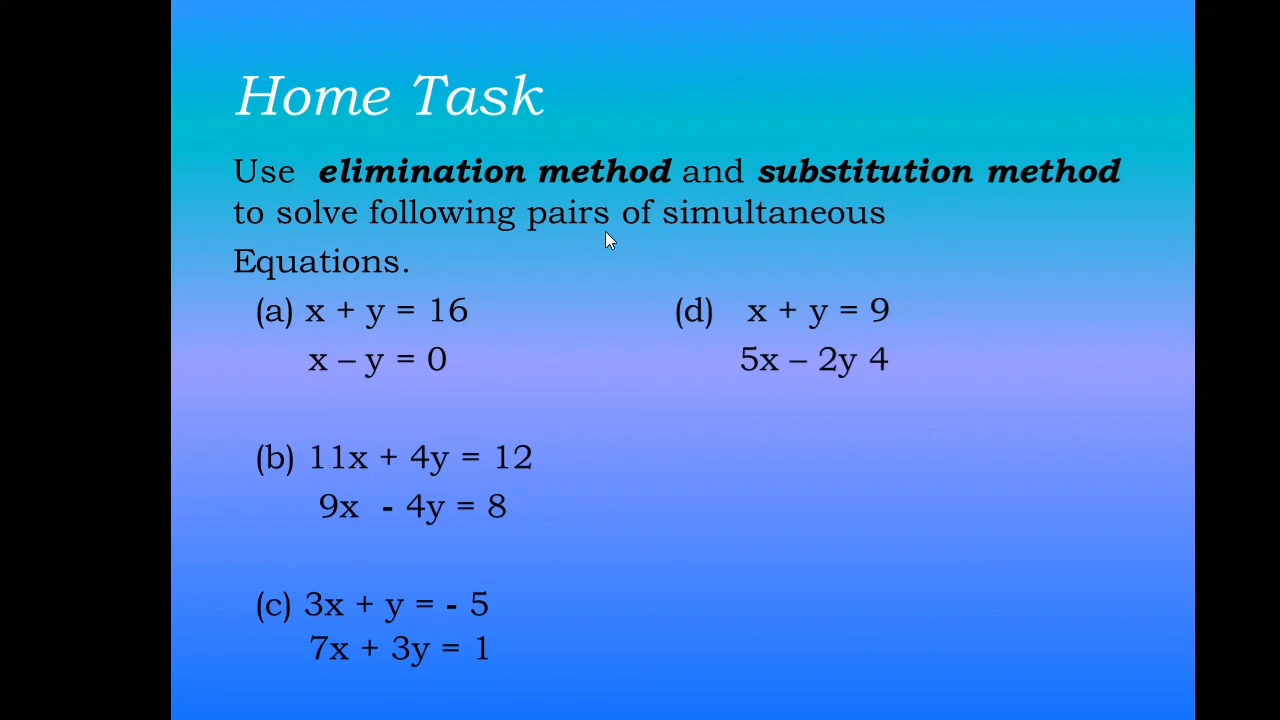 Home Task
Use elimination method and substitution method
to solve following pairs of simultaneous
Equations.
(a) x + y = 16
x – y = 0
(b) 11x + 4y = 12
9x - 4y = 8
(c) 3x + y = - 5
7x + 3y = 1
(d) x + y = 9
5x – 2y 4